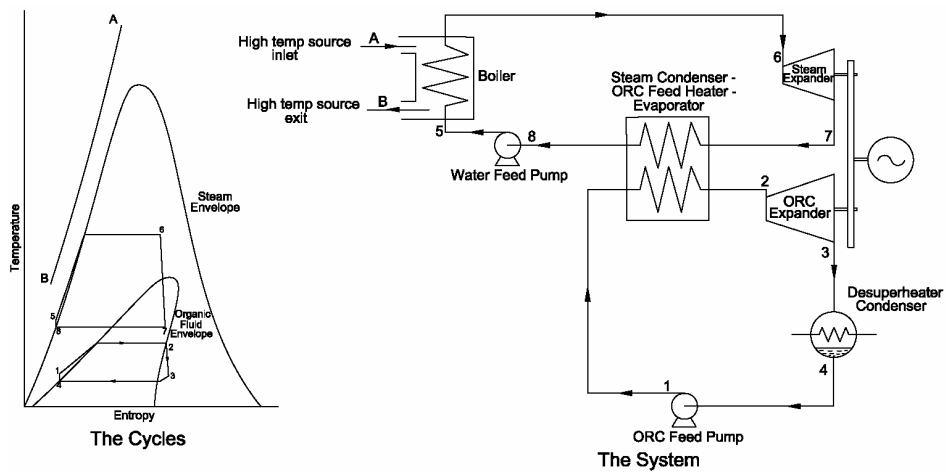 A
Temperature
B
Steam
Envelope
6
5
8
7
Organic
Fluid
Envelope
2
1
3
4
Entropy
The Cycles
High temp source
inlet
A
Boiler
High temp source
exit
B
5
8
Water Feed Pump
Steam Condenser -
ORC Feed Heater -
Evaporator
6
Steam
Expander
7
2
ORC
Expander
3
Desuperheater
Condenser
4
1
ORC Feed Pump
The System